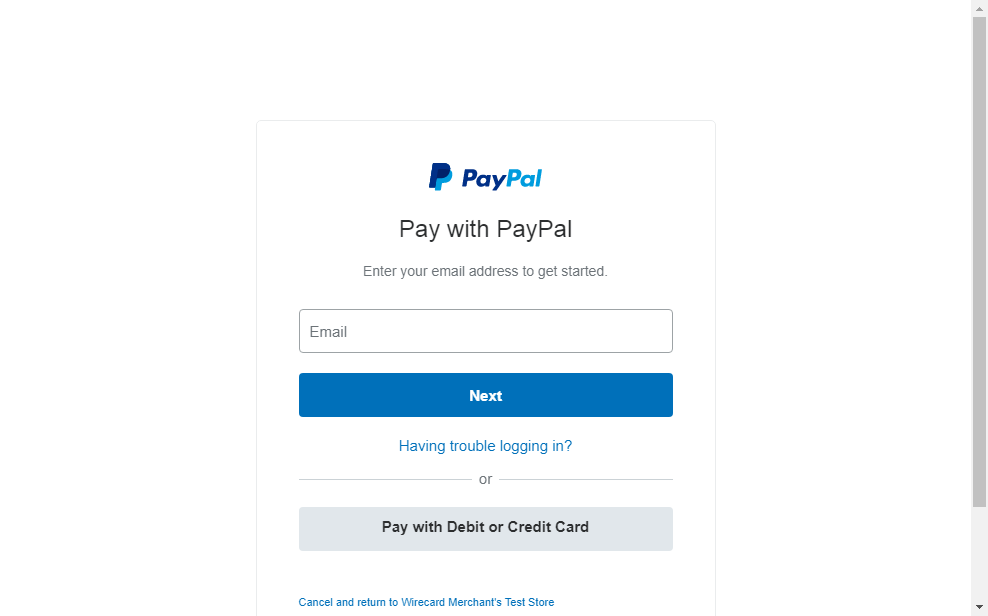 PayPal
Pay with PayPal
Enter your email address to get started.
Email
Next
Having trouble logging in?
or
Pay with Debit or Credit Card
Cancel and return to Wirecard Merchant's Test Store